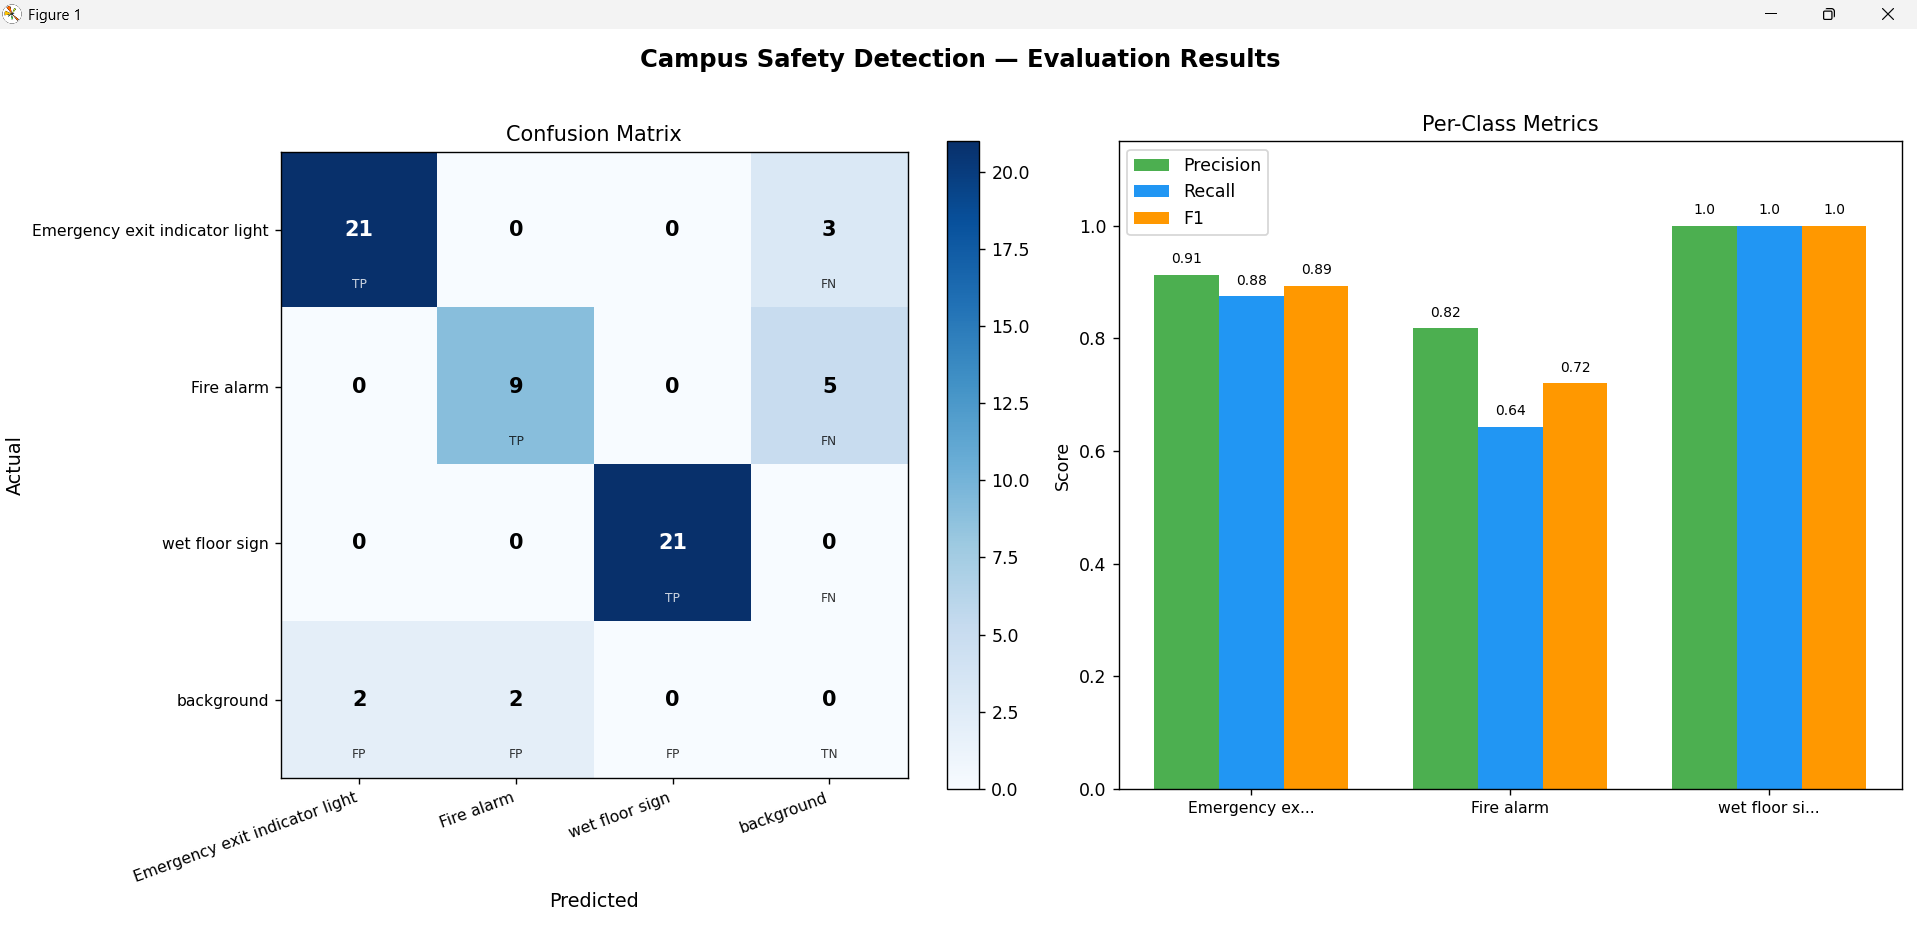 Figure 1
Campus Safety Detection — Evaluation Results
Confusion Matrix
Actual
Emergency exit indicator light
Fire alarm
wet floor sign
background
21
TP
0
0
3
FN
0
9
TP
0
5
FN
0
0
21
TP
0
FN
2
FP
2
FP
0
FP
0
TN
Emergency exit indicator light
Fire alarm
wet floor sign
background
Predicted
20.0
17.5
15.0
12.5
10.0
7.5
5.0
2.5
0.0
Per-Class Metrics
Precision
Recall
F1
Score
1.0
0.8
0.6
0.4
0.2
0.0
0.91
0.88
0.89
0.82
0.64
0.72
1.0
1.0
1.0
Emergency ex...
Fire alarm
wet floor si...